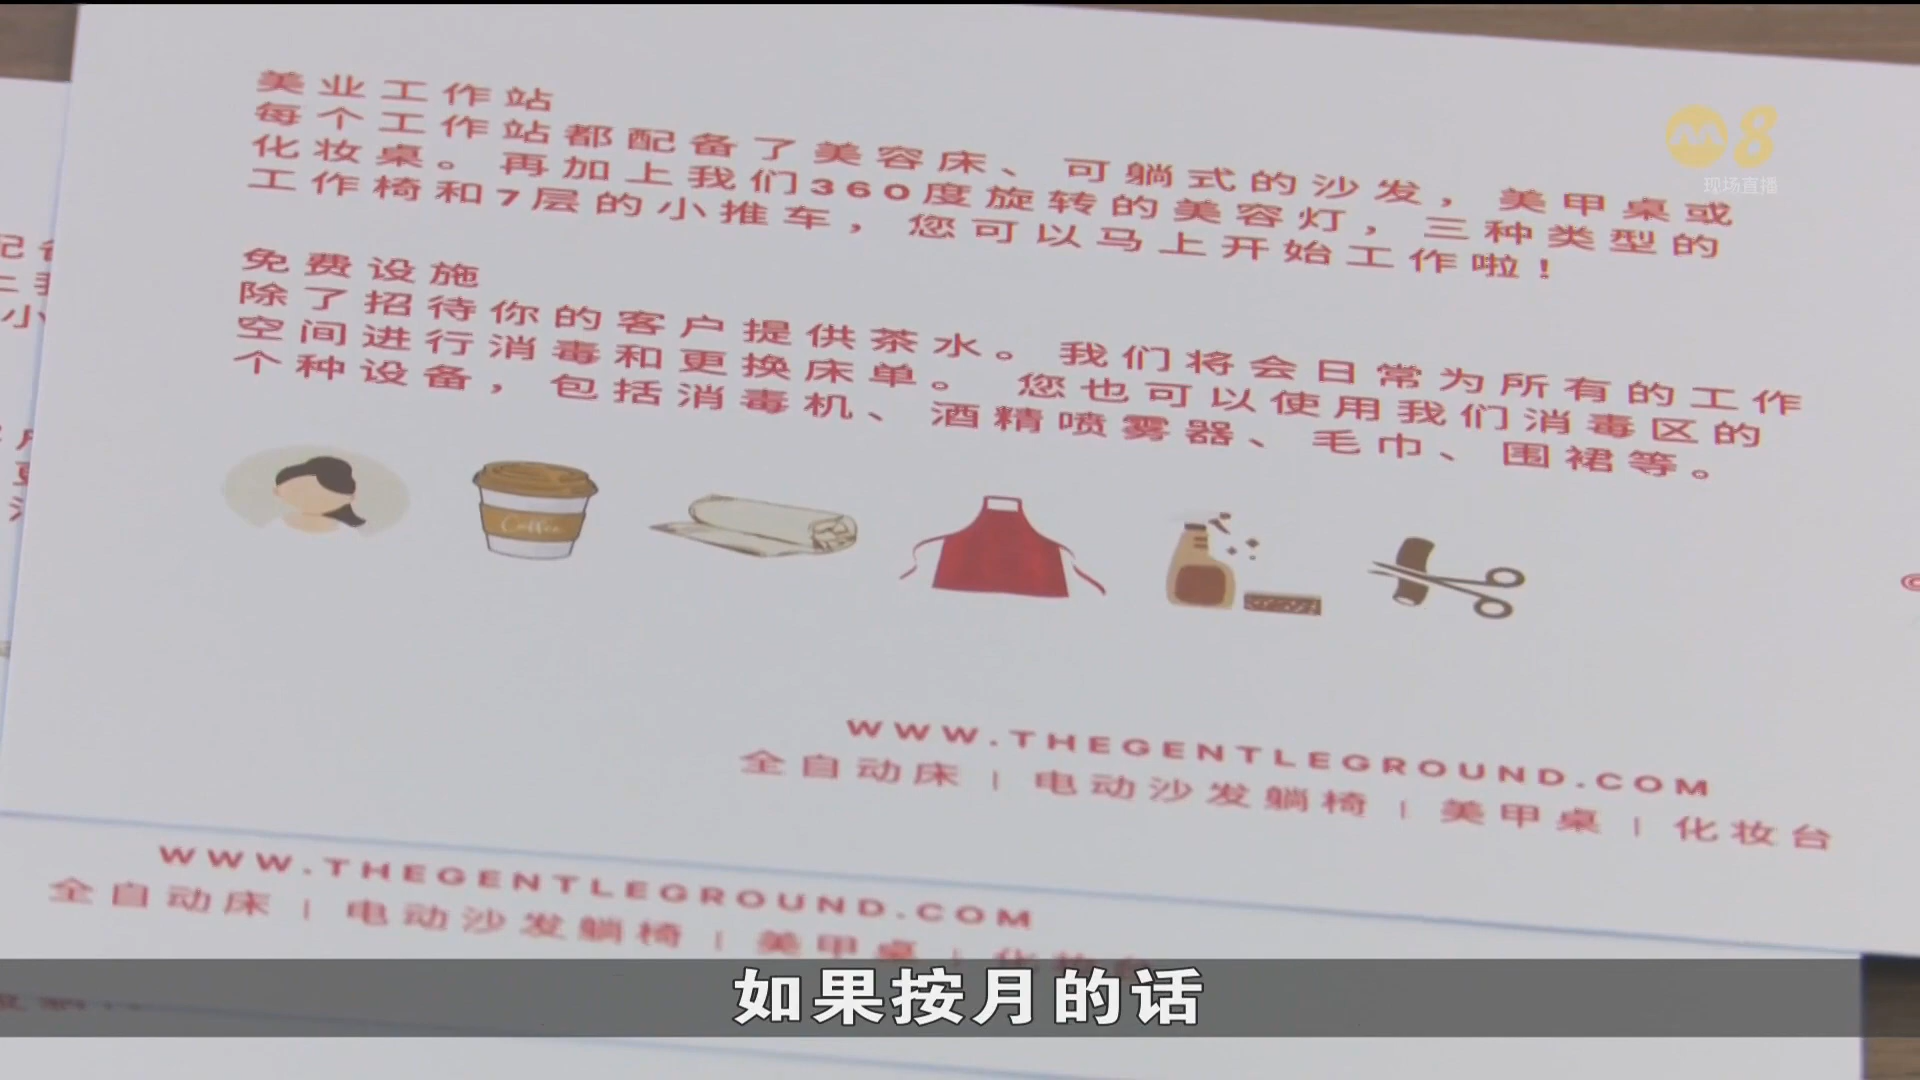 美业工作站
每个工作站都配备了美容床、可躺式的沙发，美甲桌或
化妆桌。再加上我们360度旋转的美容灯，三种类型的
工作椅和7层的小推车，您可以马上开始工作啦！
免费设施
除了招待你的客户提供茶水。我们将会日常为所有的工作
空间进行消毒和更换床单。您也可以使用我们消毒区的
个种设备，包括消毒机、酒精喷雾器、毛巾、围裙等。
Coffee
WWW.THEGENTLEGROUND.COM
全自动床 | 电动沙发躺椅 | 美甲桌 | 化妆台
WWW.THEGENTLEGROUND.COM
全自动床 | 电动沙发躺椅 | 美甲桌 |
8
现场直播
如果按月的话